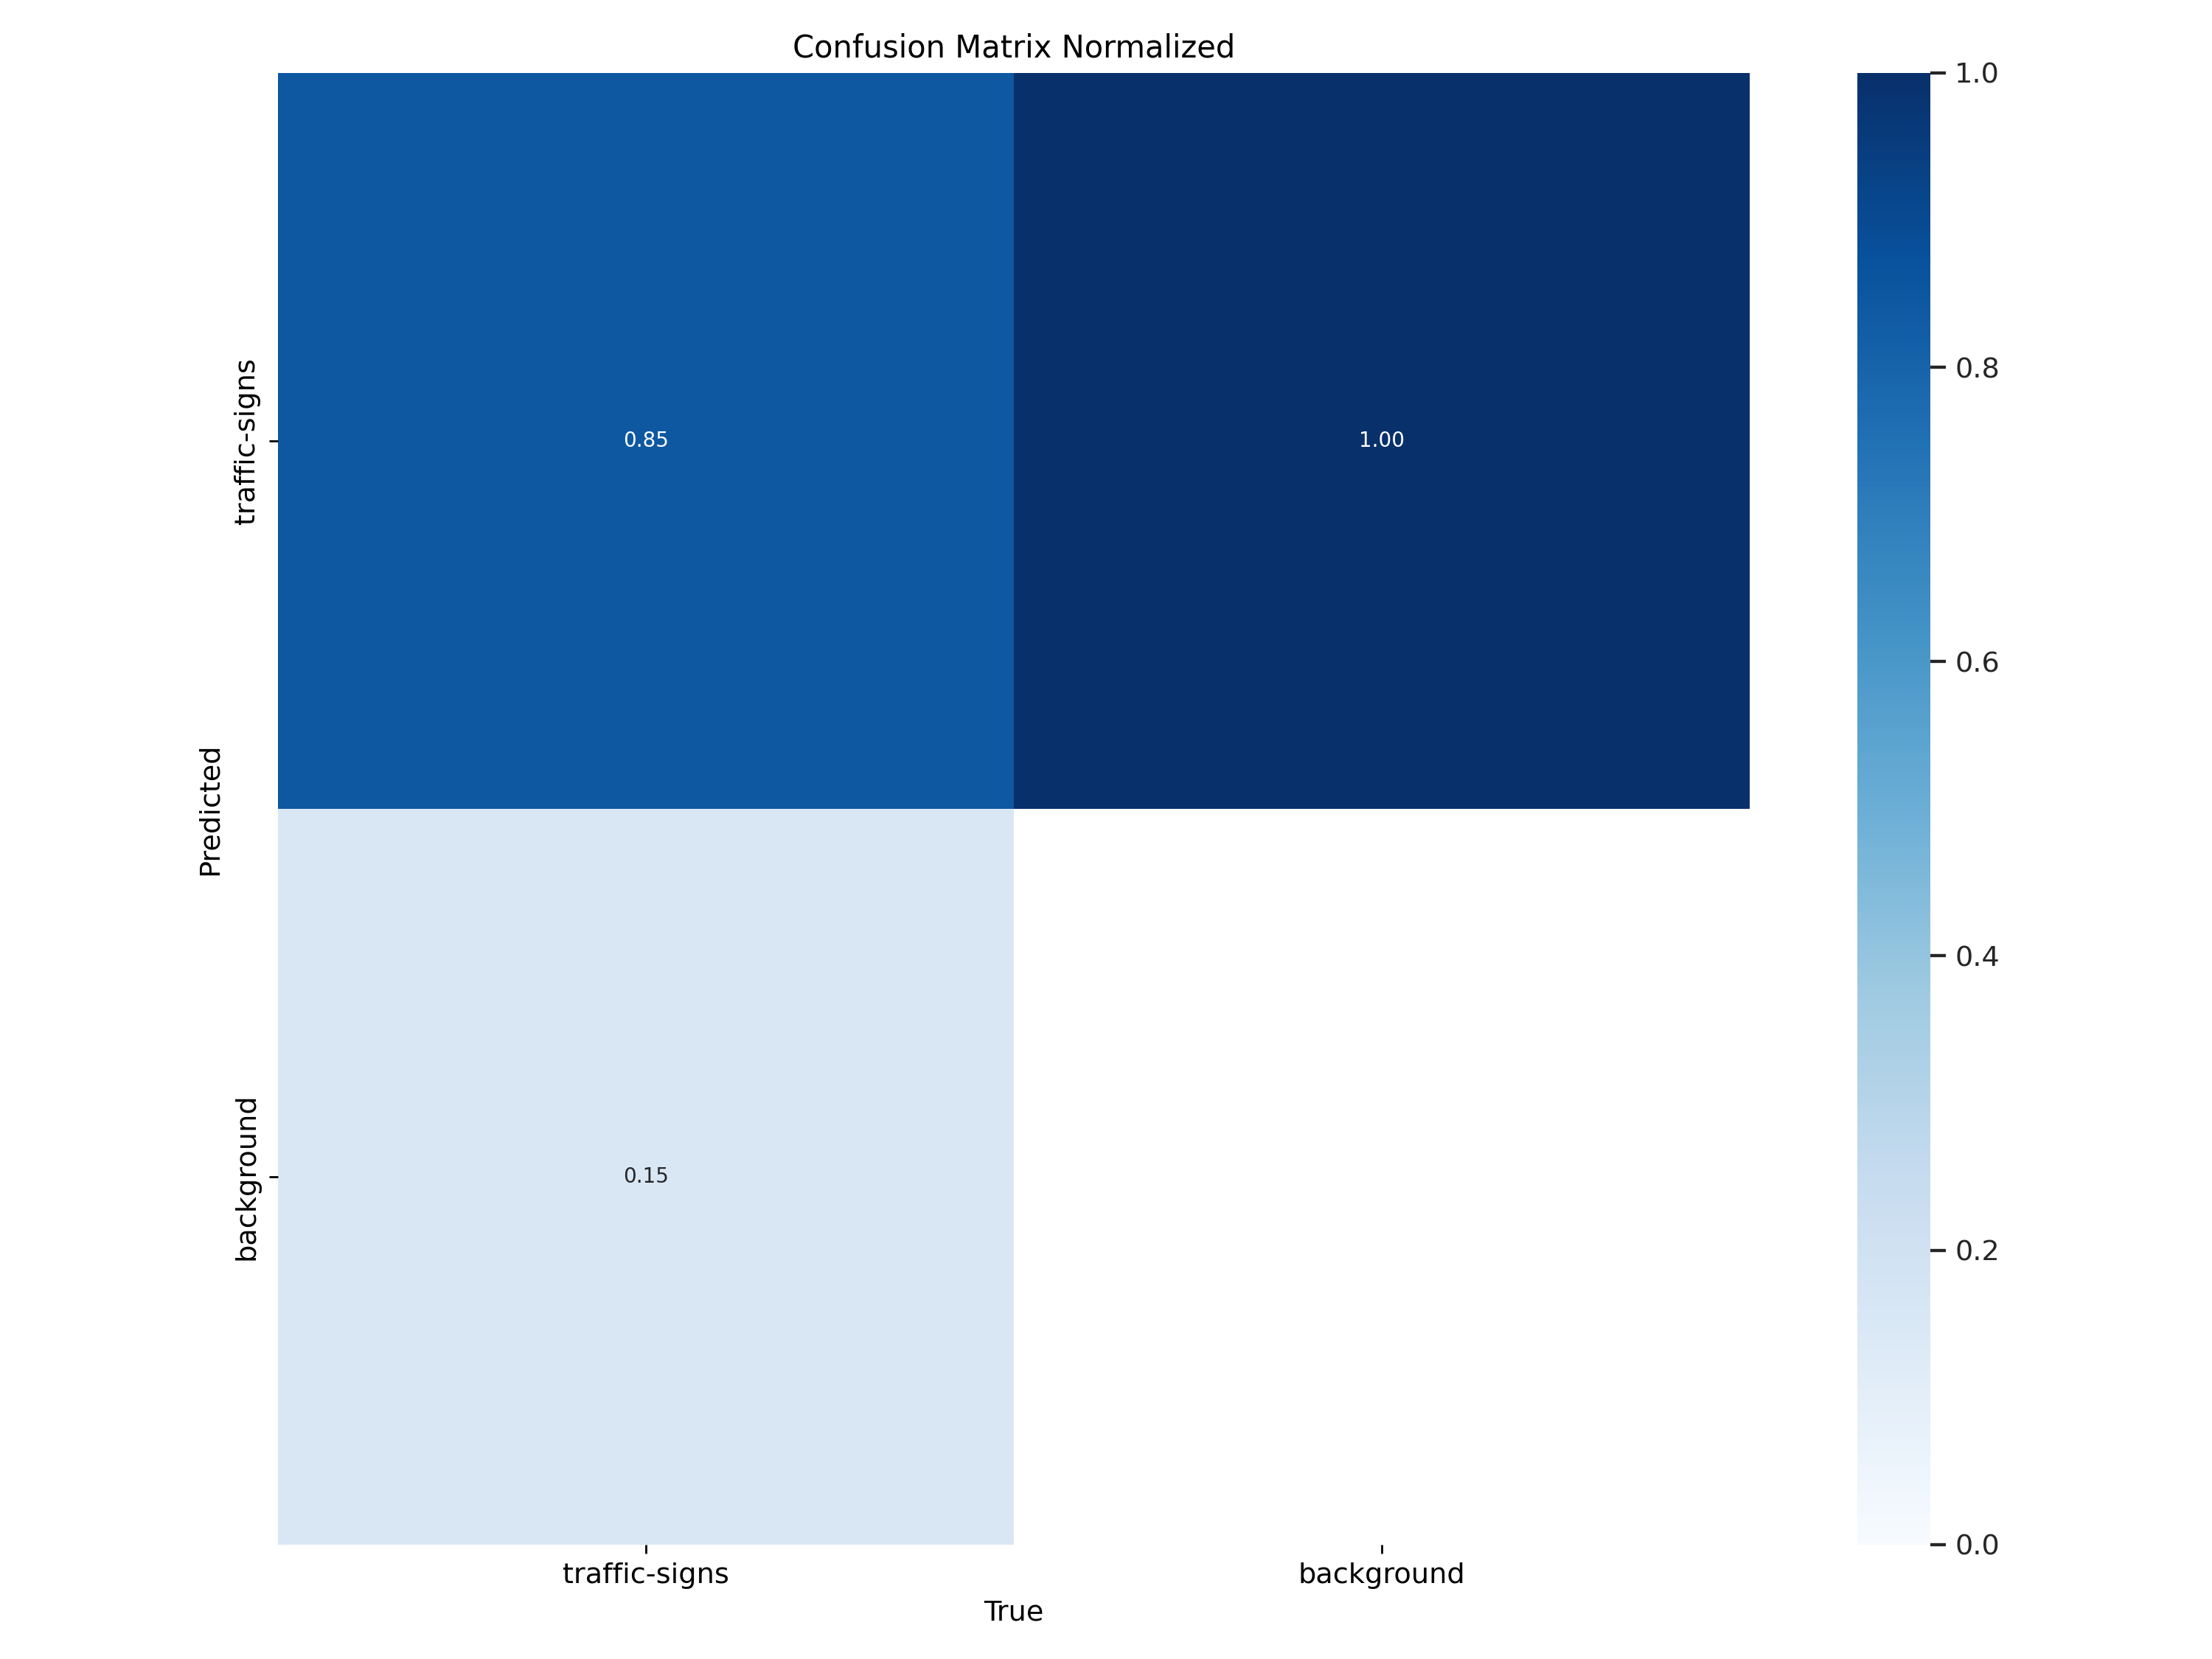 Confusion Matrix Normalized
traffic-signs
0.85
1.00
Predicted
background
0.15
traffic-signs
background
True
1.0
0.8
0.6
0.4
0.2
0.0